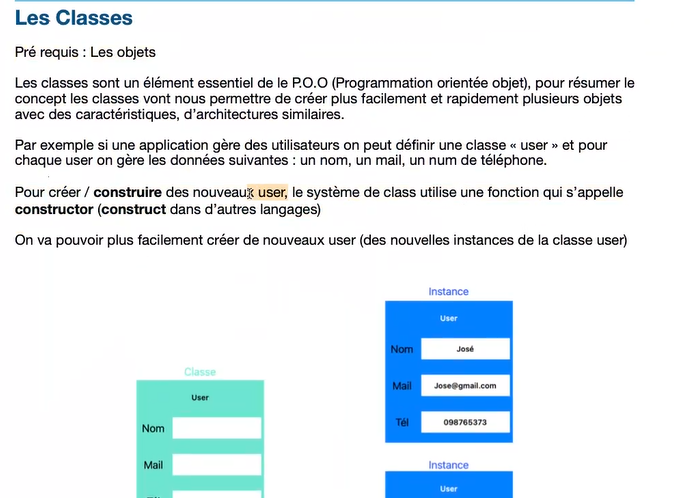 Les Classes
Pré requis : Les objets
Les classes sont un élément essentiel de le P.O.O (Programmation orientée objet), pour résumer le
concept les classes vont nous permettre de créer plus facilement et rapidement plusieurs objets
avec des caractéristiques, d'architectures similaires.
Par exemple si une application gère des utilisateurs on peut définir une classe « user » et pour
chaque user on gère les données suivantes : un nom, un mail, un num de téléphone.
Pour créer / construire des nouveaux user, le système de class utilise une fonction qui s'appelle
constructor (construct dans d'autres langages)
On va pouvoir plus facilement créer de nouveaux user (des nouvelles instances de la classe user)
Instance
User
Nom José
Mail Jose@gmail.com
Tél 098765373
Classe
User
Nom
Mail
Instance
User